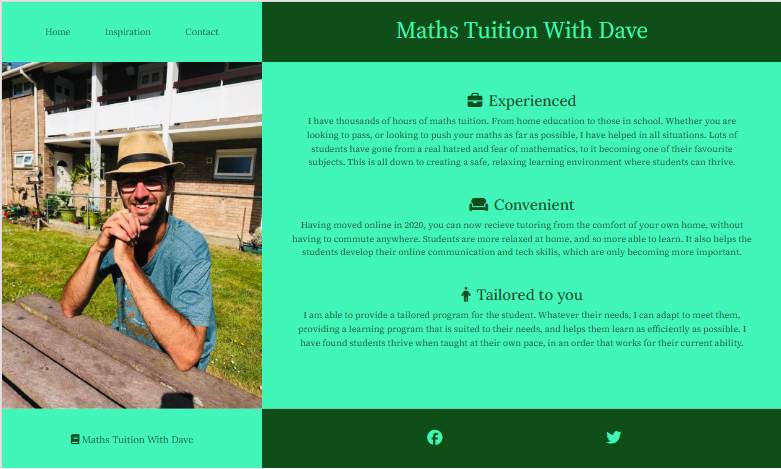 Home Inspiration Contact
Maths Tuition With Dave
Experienced
I have thousands of hours of maths tuition. From home education to those in school. Whether you are
looking to pass, or looking to push your maths as far as possible, I have helped in all situations. Lots of
students have gone from a real hatred and fear of mathematics, to it becoming one of their favourite
subjects. This is all down to creating a safe, relaxing learning environment where students can thrive.
Convenient
Having moved online in 2020, you can now recieve tutoring from the comfort of your own home, without
having to commute anywhere. Students are more relaxed at home, and so more able to learn. It also helps the
students develop their online communication and tech skills, which are only becoming more important.
Tailored to you
I am able to provide a tailored program for the student. Whatever their needs, I can adapt to meet them,
providing a learning program that is suited to their needs, and helps them learn as efficiently as possible. I
have found students thrive when taught at their own pace, in an order that works for their current ability.
Maths Tuition With Dave